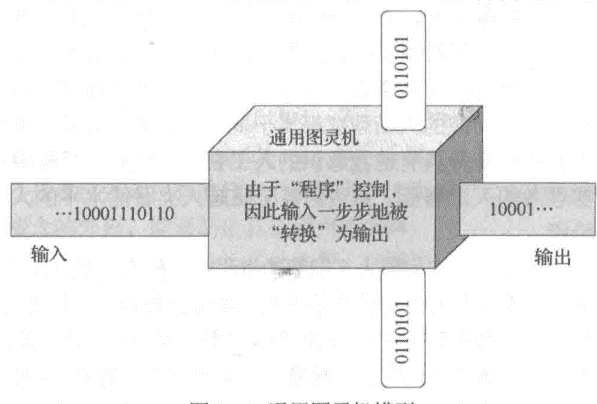 0110101
通用图灵机
由于“程序”控制,
因此输入一步步地被
“转换”为输出
…10001110110
10001…
输入
输出
0110101